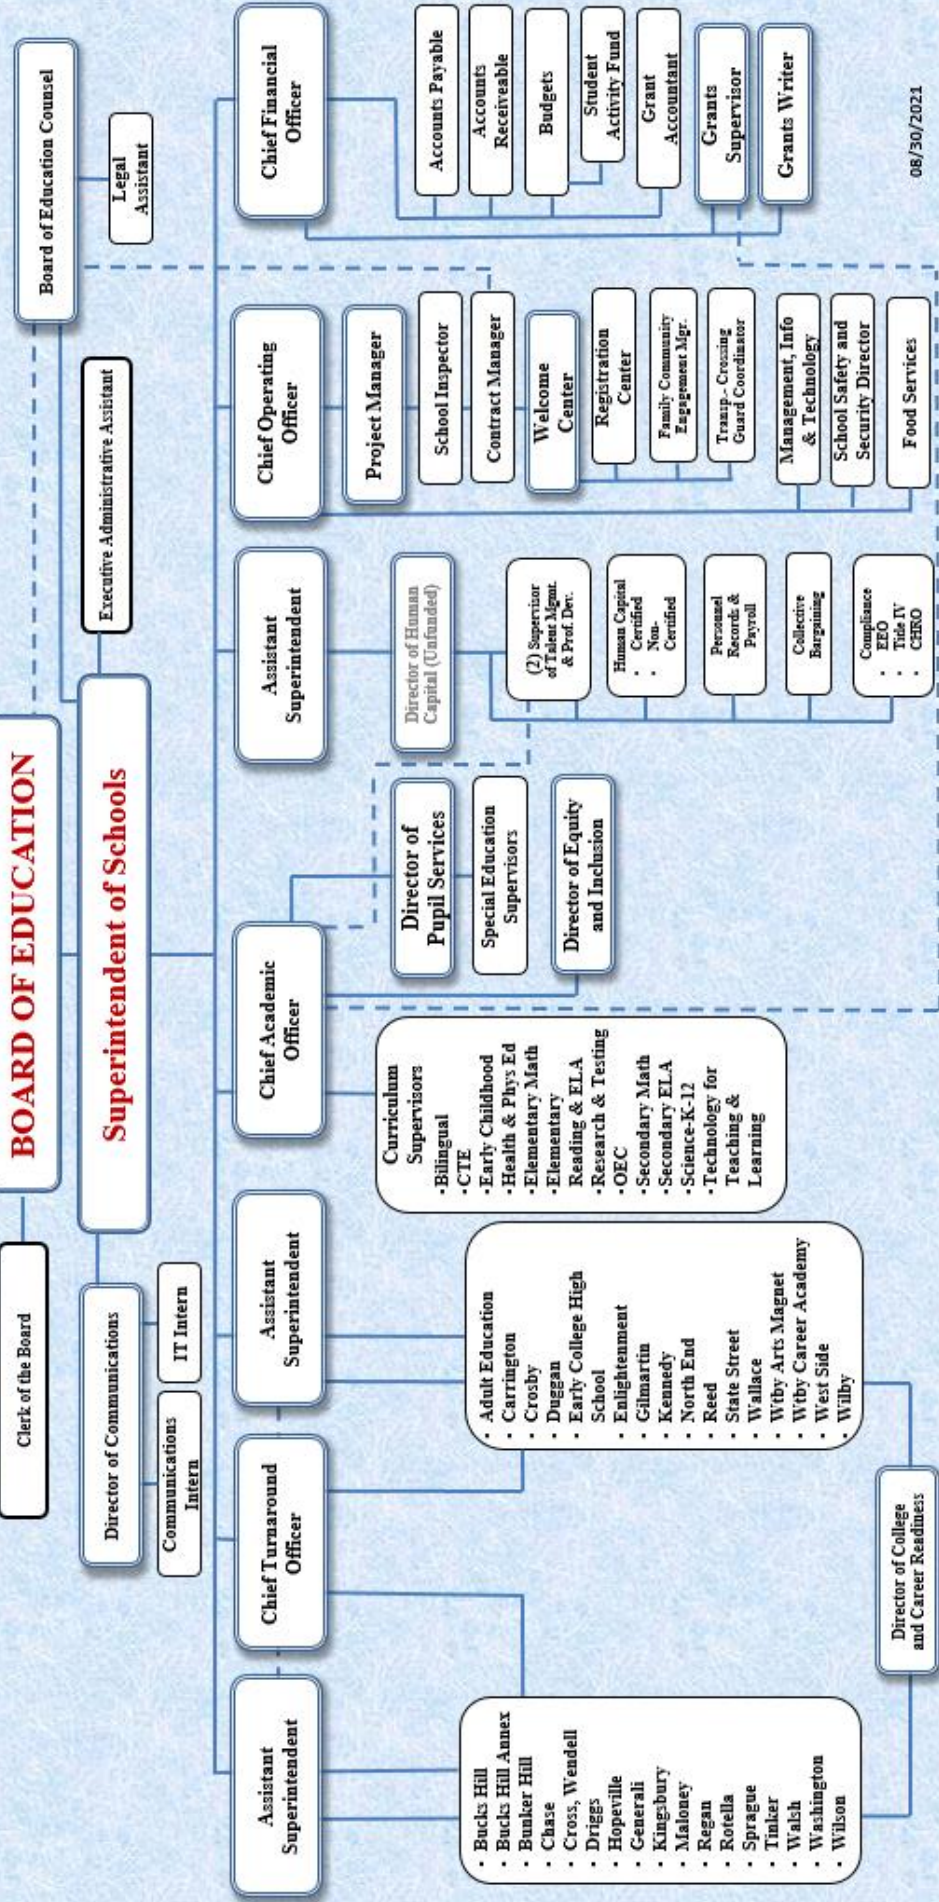 BOARD OF EDUCATION
Clerk of the Board
Board of Education Counsel
Legal
Assistant
Superintendent of Schools
Executive Administrative Assistant
Director of Communications
Communications
Intern
IT Intern
Assistant
Superintendent
Chief Turnaround
Officer
Assistant
Superintendent
Chief Academic
Officer
Assistant
Superintendent
Chief Operating
Officer
Chief Financial
Officer
• Bucks Hill
• Bucks Hill Annex
• Bunker Hill
• Chase
• Cross, Wendell
• Driggs
• Hopeville
• Generali
• Kingsbury
• Maloney
• Regan
• Rotella
• Sprague
• Tinker
• Walsh
• Washington
• Wilson
• Adult Education
• Carrington
• Crosby
• Duggan
• Early College High
School
• Enlightenment
• Gilmartin
• Kennedy
• North End
• Reed
• State Street
• Wallace
• Wtby Arts Magnet
• Wtby Career Academy
• West Side
• Wilby
Director of College
and Career Readiness
Curriculum
Supervisors
•Bilingual
•CTE
•Early Childhood
•Health & Phys Ed
•Elementary Math
•Elementary
Reading & ELA
•Research & Testing
•OEC
•Secondary Math
•Secondary ELA
•Science-K-12
•Technology for
Teaching &
Learning
Director of
Pupil Services
Special Education
Supervisors
Director of Equity
and Inclusion
Director of Human
Capital (Unfunded)
(2) Supervisor
of Talent Mgmt.
& Prof. Dev.
Human Capital
• Certified
• Non-
Certified
Personnel
Records &
Payroll
Collective
Bargaining
Compliance
• EEO
• Title IV
• CHRO
Project Manager
School Inspector
Contract Manager
Welcome
Center
Registration
Center
Family Community
Engagement Mgr.
Transp.- Crossing
Guard Coordinator
Management, Info
& Technology
School Safety and
Security Director
Food Services
Accounts Payable
Accounts
Receiveable
Budgets
Student
Activity Fund
Grant
Accountant
Grants
Supervisor
Grants Writer
08/30/2021